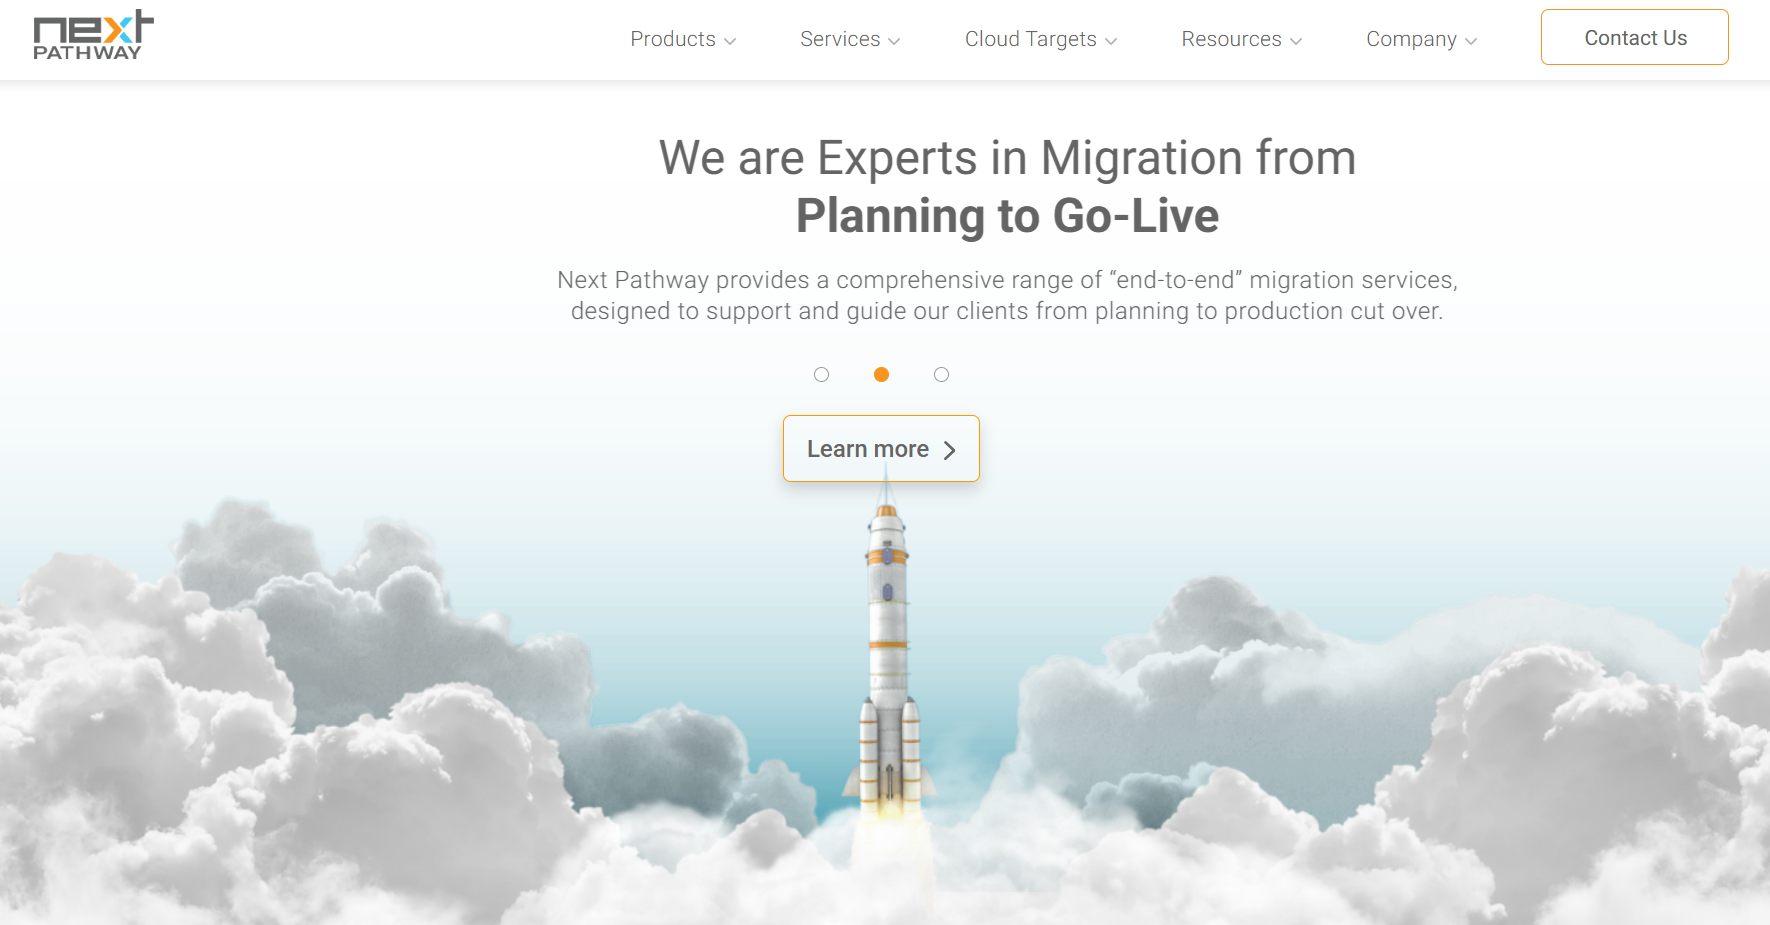 next
PATHWAY
Products
Services
Cloud Targets
Resources
Company
Contact Us
We are Experts in Migration from
Planning to Go-Live
Next Pathway provides a comprehensive range of “end-to-end” migration services,
designed to support and guide our clients from planning to production cut over.
Learn more